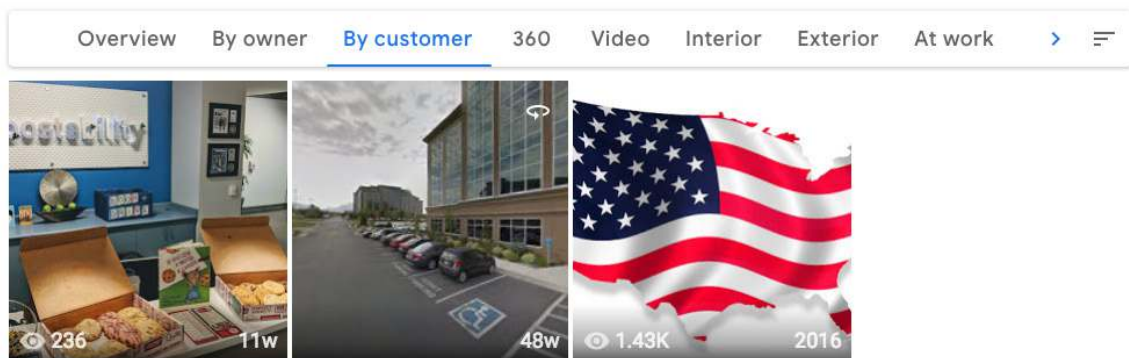 Overview By owner By customer 360 Video Interior Exterior At work
236 11w
48w
1.43K 2016